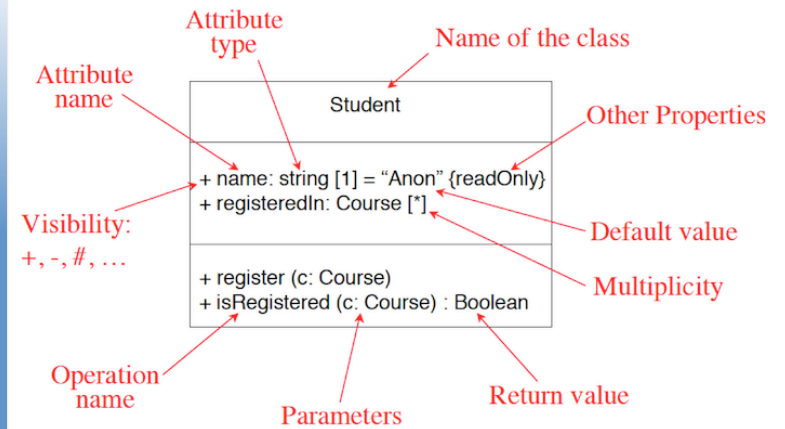 Attribute
type
Name of the class
Attribute
name
Student
Other Properties
+ name: string [1] = “Anon” {readOnly}
+ registeredIn: Course [*]
Visibility:
+, -, #, …
Default value
Multiplicity
+ register (c: Course)
+ isRegistered (c: Course) : Boolean
Operation
name
Parameters
Return value